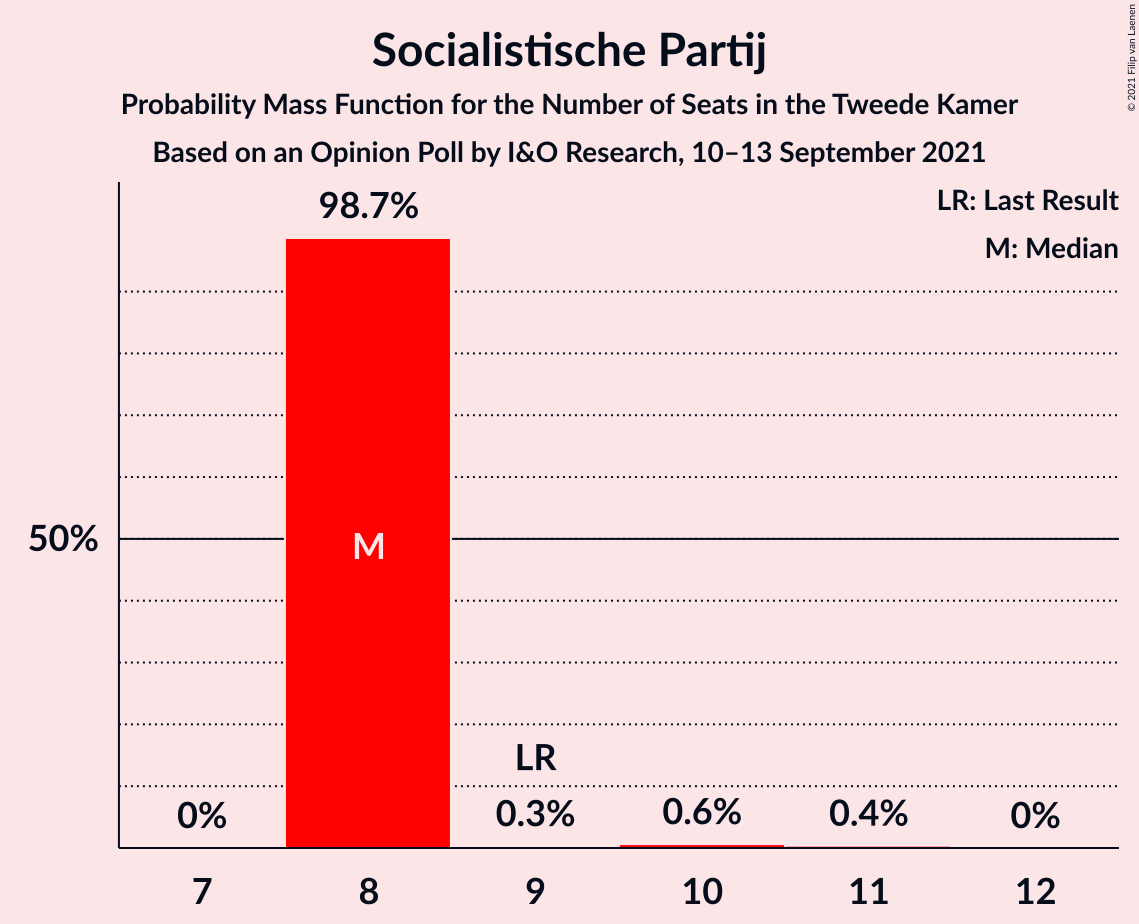 Socialistische Partij
Probability Mass Function for the Number of Seats in the Tweede Kamer
Based on an Opinion Poll by I&O Research, 10–13 September 2021
© 2021 Filip van Laenen
LR: Last Result
M: Median
98.7%
50%
M
LR
0%
0.3%
0.6%
0.4%
0%
7
8
9
10
11
12